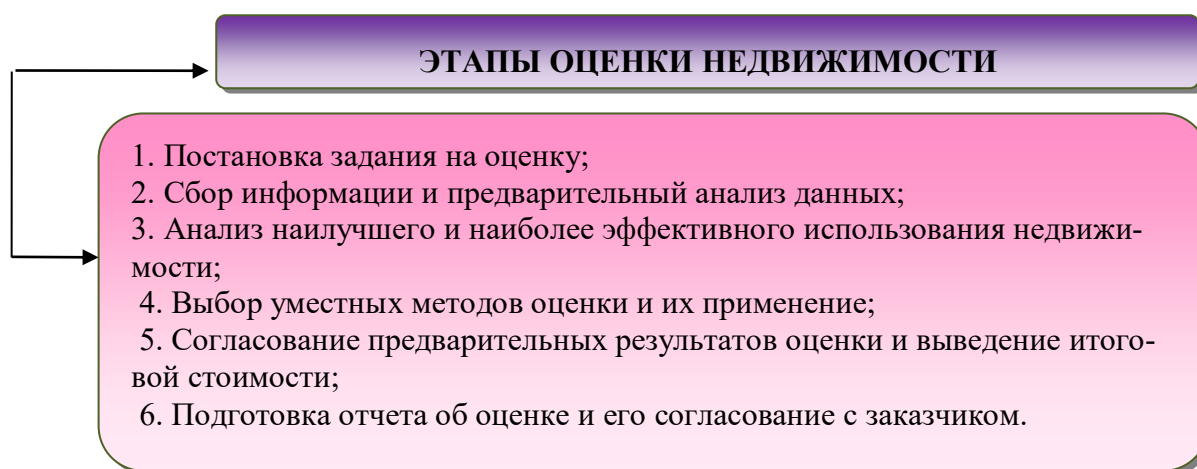 ЭТАПЫ ОЦЕНКИ НЕДВИЖИМОСТИ
1. Постановка задания на оценку;
2. Сбор информации и предварительный анализ данных;
3. Анализ наилучшего и наиболее эффективного использования недвижи-
мости;
4. Выбор уместных методов оценки и их применение;
5. Согласование предварительных результатов оценки и выведение итого-
вой стоимости;
6. Подготовка отчета об оценке и его согласование с заказчиком.